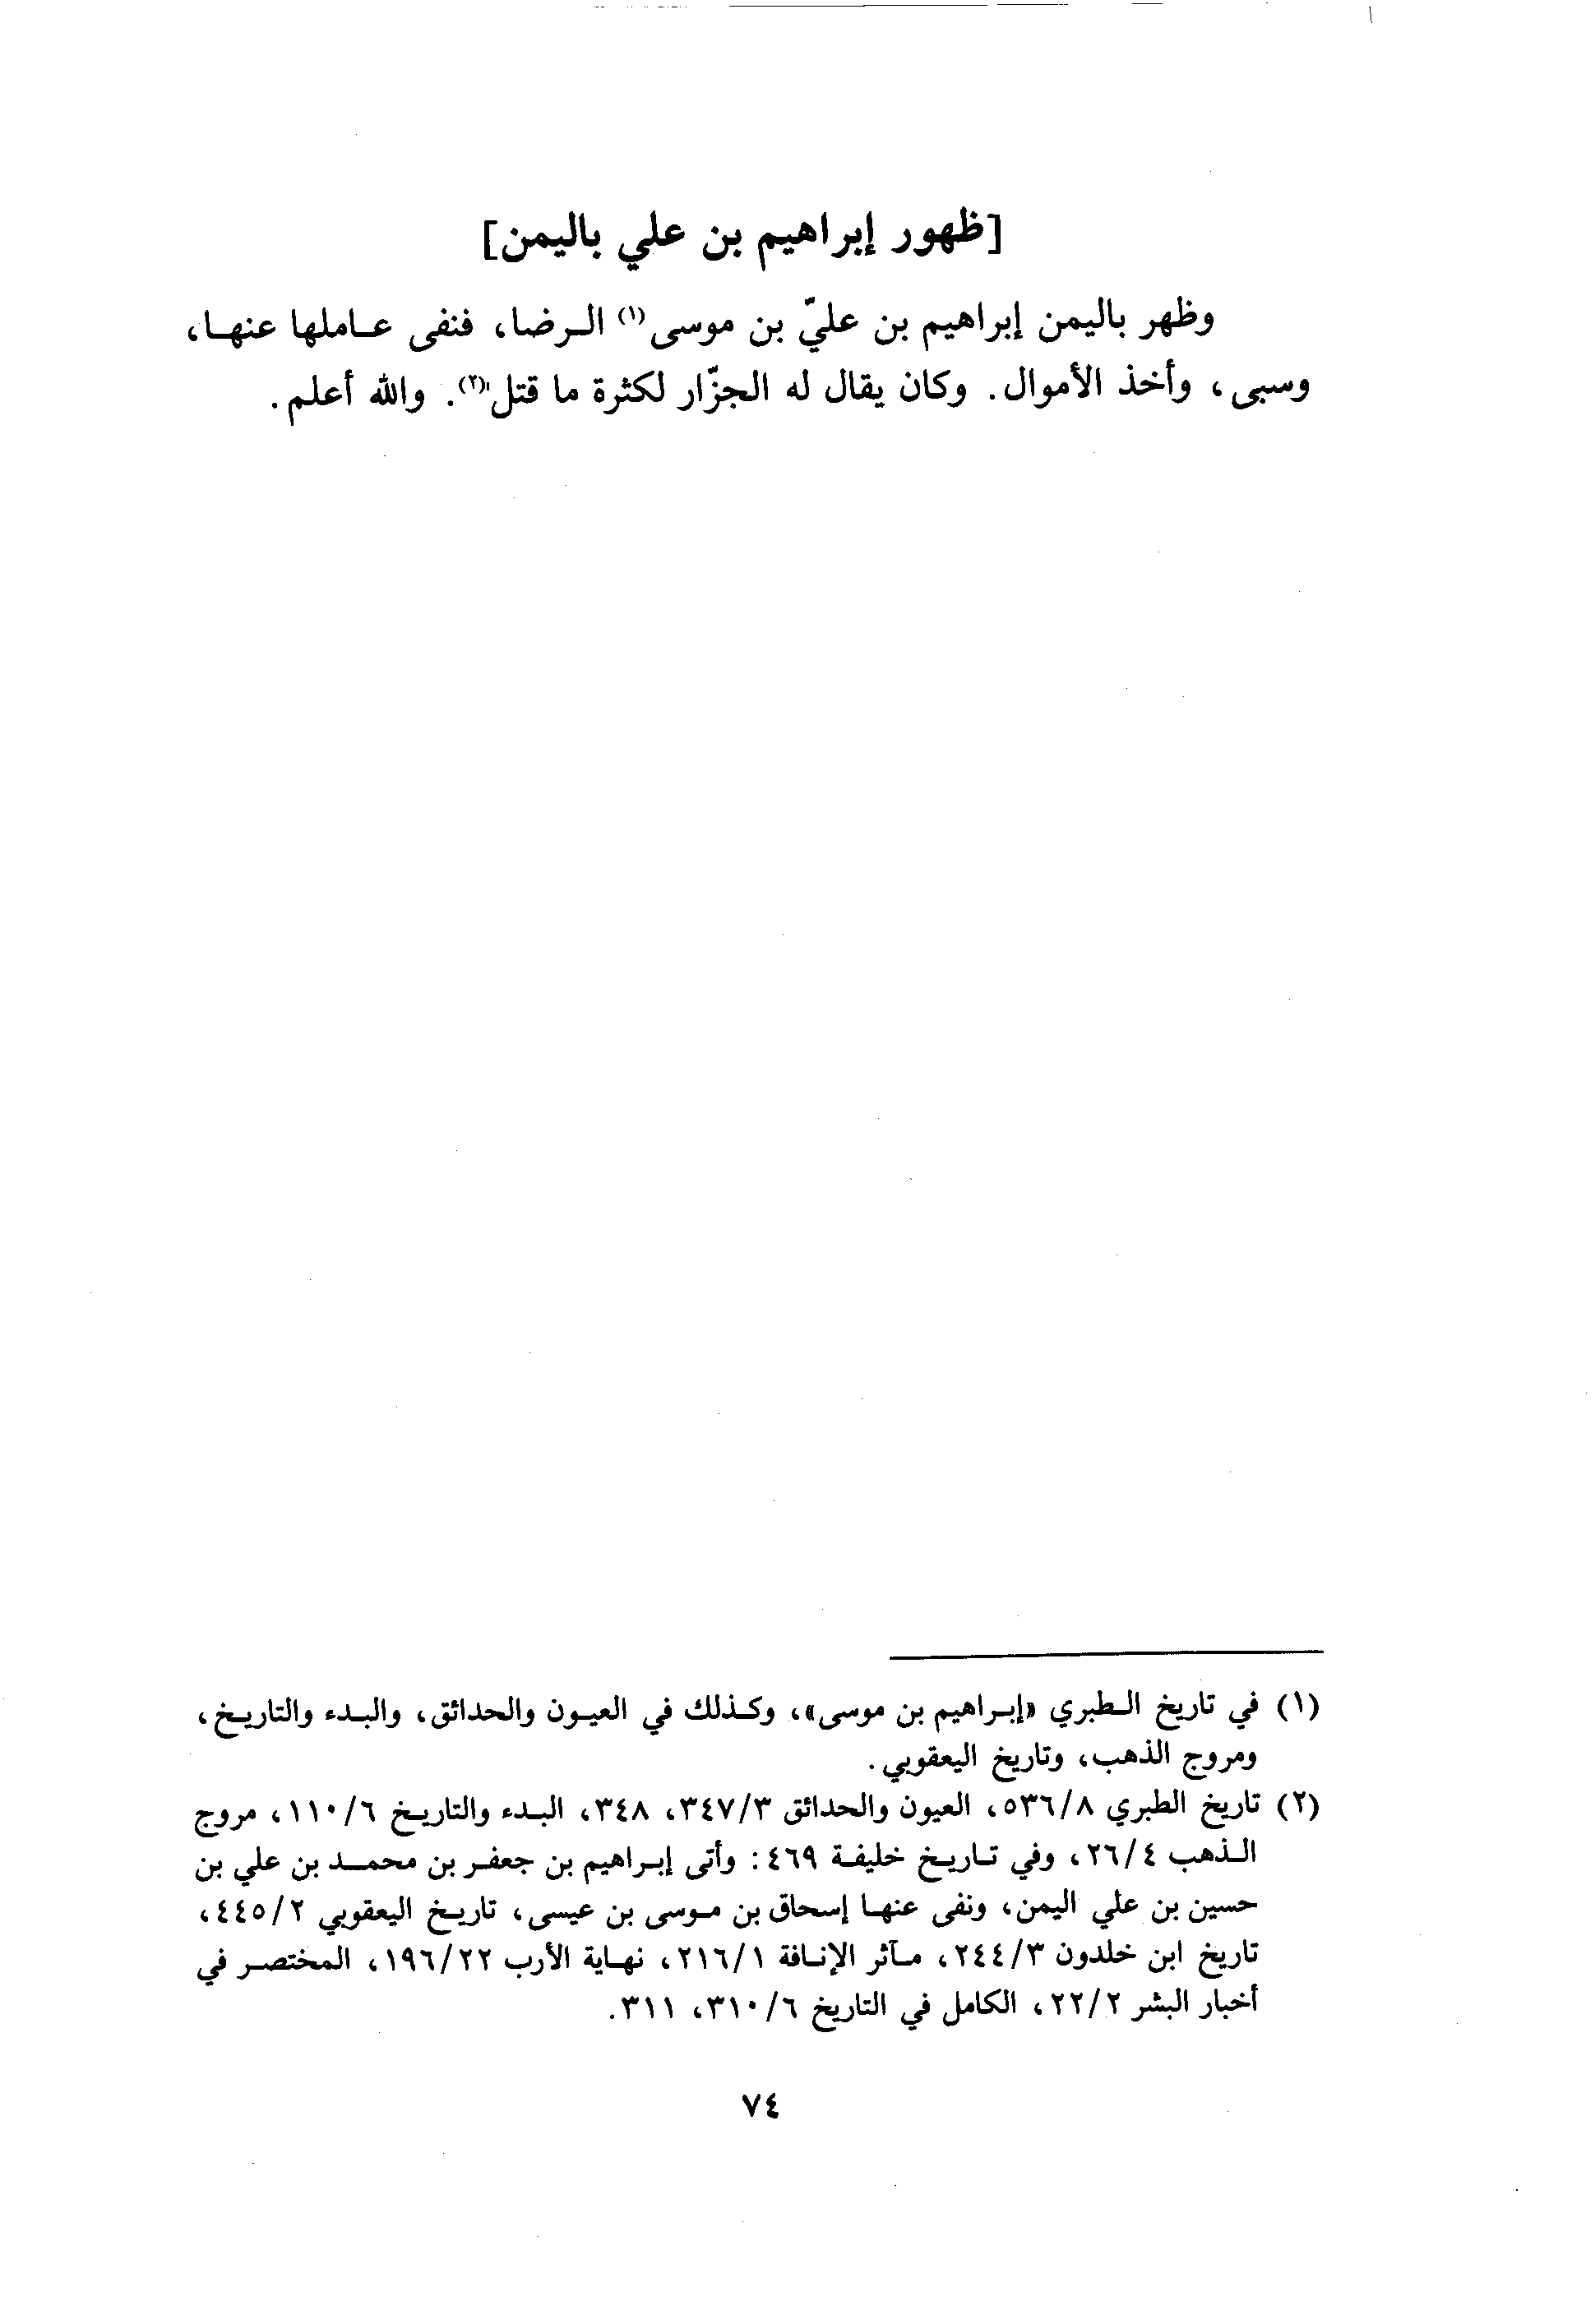 [ظهور إبراهيم بن علي باليمن]
وظهر باليمن إبراهيم بن عليّ بن موسى(١) الرضا، فنفى عاملها عنها،
وسبى، وأخذ الأموال. وكان يقال له الجزّار لكثرة ما قتل(٢). والله أعلم.
(١) في تاريخ الطبري «إبراهيم بن موسى»، وكذلك في العيون والحدائق، والبدء والتاريخ،
ومروج الذهب، وتاريخ اليعقوبي.
(٢) تاريخ الطبري ٥٣٦/٨، العيون والحدائق ٣٤٧/٣، ٣٤٨، البدء والتاريخ ١١٠/٦، مروج
الذهب ٢٦/٤، وفي تاريخ خليفة ٤٦٩: وأتى إبراهيم بن جعفر بن محمد بن علي بن
حسين بن علي اليمن، ونفى عنها إسحاق بن موسى بن عيسى، تاريخ اليعقوبي ٤٤٥/٢،
تاريخ ابن خلدون ٢٤٤/٣، مآثر الإنافة ٢١٦/١، نهاية الأرب ١٩٦/٢٢، المختصر في
أخبار البشر ٢٢/٢، الكامل في التاريخ ٣١٠/٦، ٣١١.
٧٤